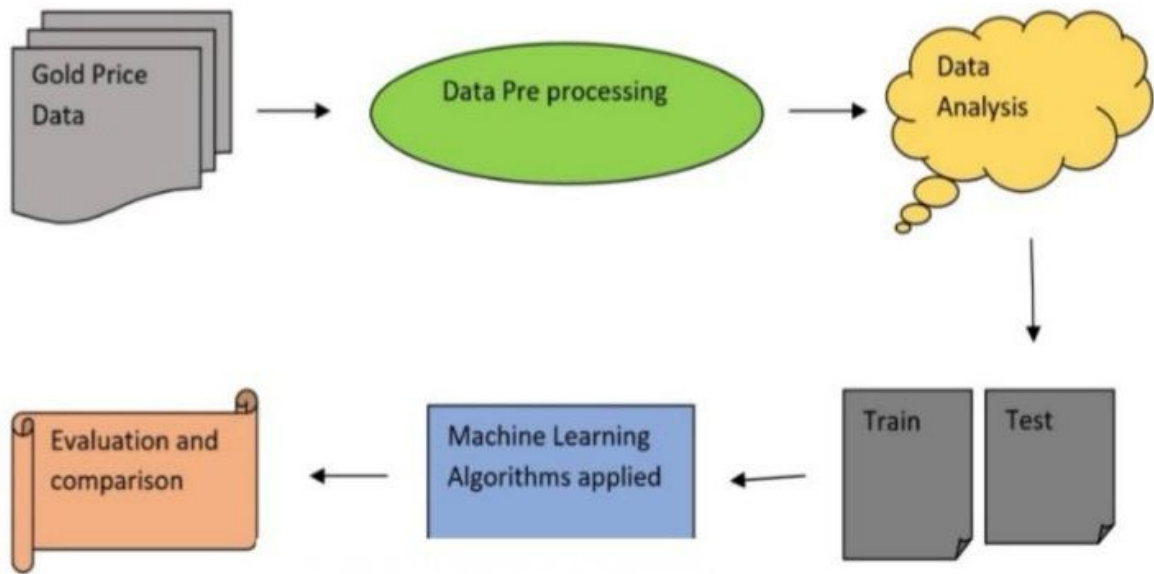 Gold Price
Data
Data Pre processing
Data
Analysis
Train
Test
Machine Learning
Algorithms applied
Evaluation and
comparison